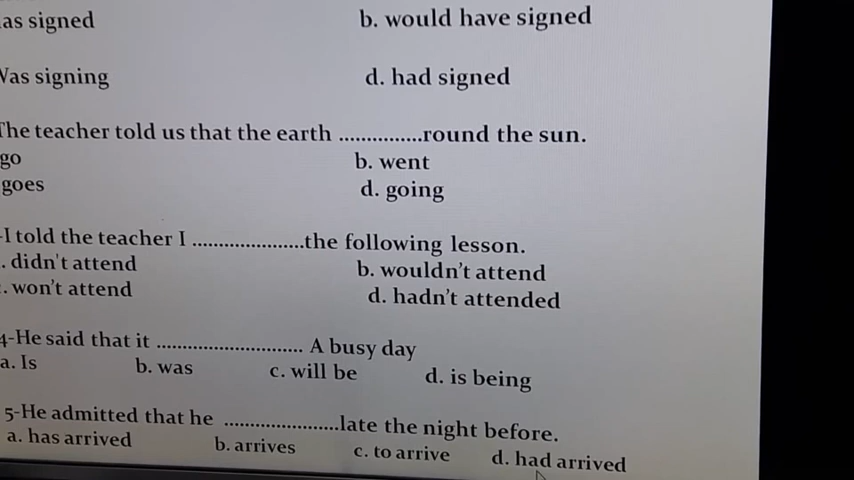 as signed b. would have signed
Was signing d. had signed
The teacher told us that the earth ...............round the sun.
go b. went
goes d. going
-I told the teacher I .....................the following lesson.
. didn't attend b. wouldn't attend
. won't attend d. hadn't attended
4-He said that it ............................ A busy day
a. Is b. was c. will be d. is being
5-He admitted that he ......................late the night before.
a. has arrived b. arrives c. to arrive d. had arrived